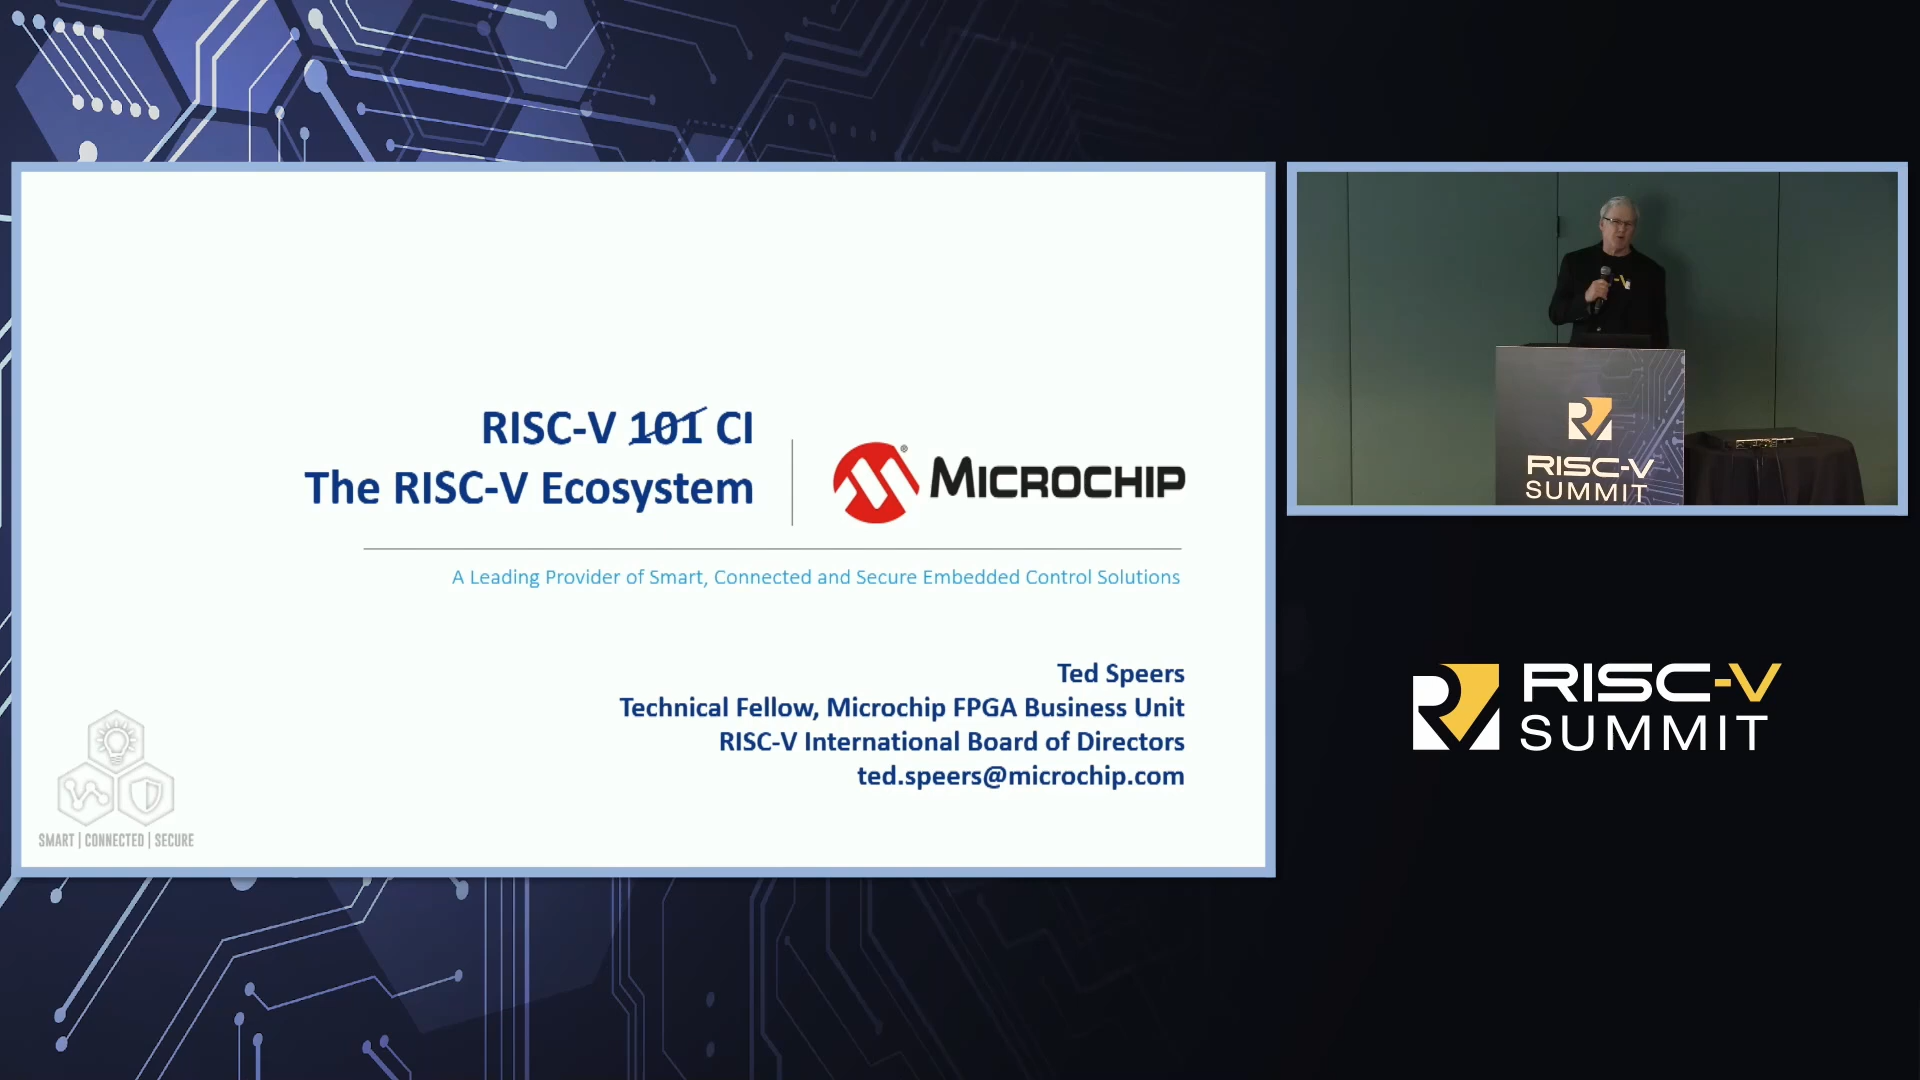 RISC-V 101 CI
The RISC-V Ecosystem
MICROCHIP
®
A Leading Provider of Smart, Connected and Secure Embedded Control Solutions
Ted Speers
Technical Fellow, Microchip FPGA Business Unit
RISC-V International Board of Directors
ted.speers@microchip.com
SMART | CONNECTED | SECURE
RISC-V
SUMMIT
RISC-V
SUMMIT